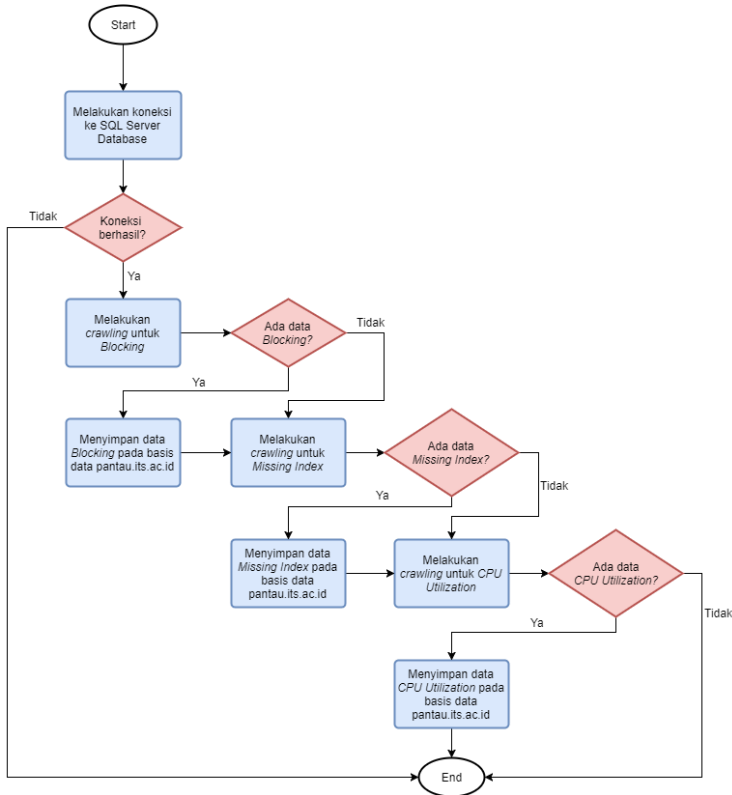 Start
Melakukan koneksi
ke SQL Server
Database
Tidak
Koneksi
berhasil?
Ya
Melakukan
crawling untuk
Blocking
Ada data
Blocking?
Tidak
Ya
Menyimpan data
Blocking pada basis
data pantau.its.ac.id
Melakukan
crawling untuk
Missing Index
Ada data
Missing Index?
Tidak
Ya
Menyimpan data
Missing Index pada
basis data
pantau.its.ac.id
Melakukan
crawling untuk CPU
Utilization
Ada data
CPU Utilization?
Tidak
Ya
Menyimpan data
CPU Utilization pada
basis data
pantau.its.ac.id
End